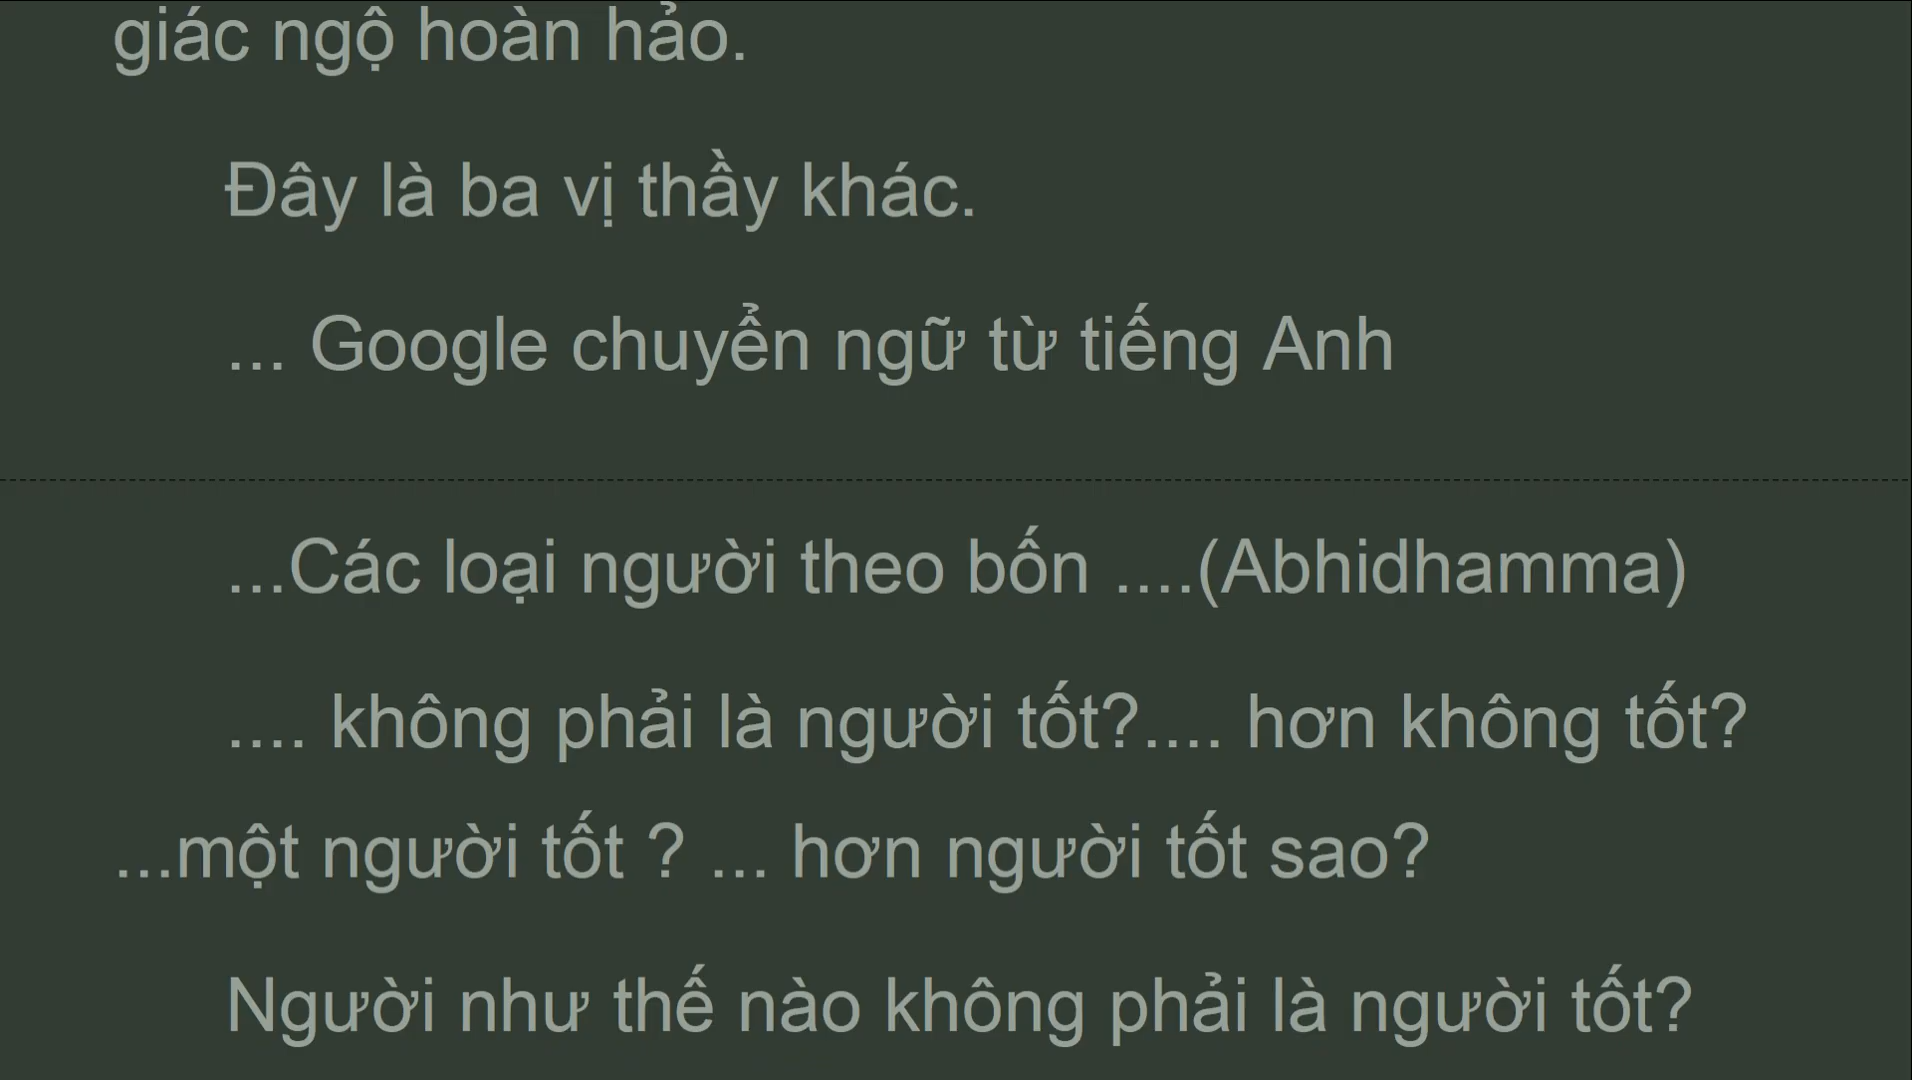 giác ngộ hoàn hảo.
Đây là ba vị thầy khác.
... Google chuyển ngữ từ tiếng Anh
...Các loại người theo bốn ....(Abhidhamma)
.... không phải là người tốt?.... hơn không tốt?
...một người tốt ? ... hơn người tốt sao?
Người như thế nào không phải là người tốt?